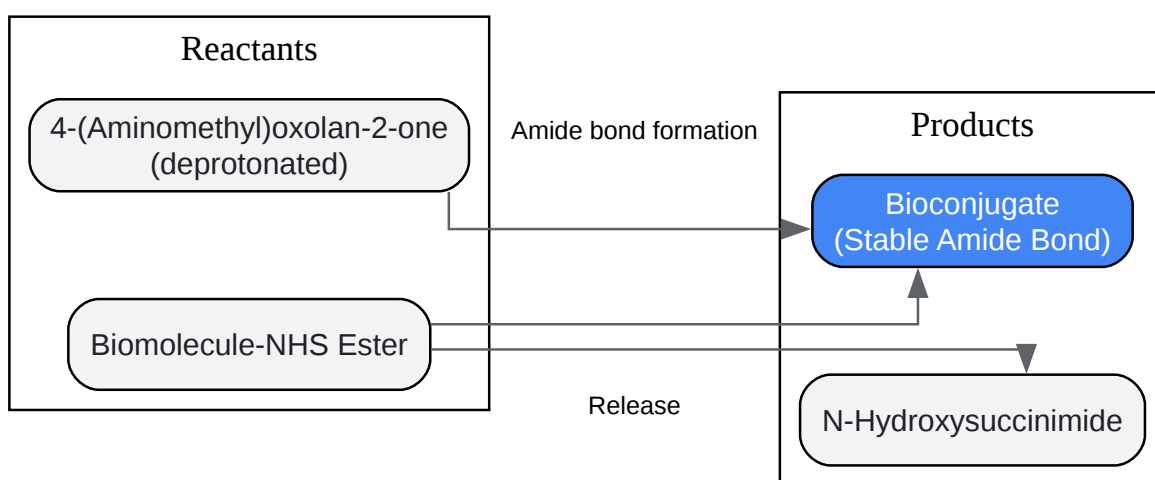 Reactants
4-(Aminomethyl)oxolan-2-one
(deprotonated)
Biomolecule-NHS Ester
Amide bond formation
Release
Products
Bioconjugate
(Stable Amide Bond)
N-Hydroxysuccinimide